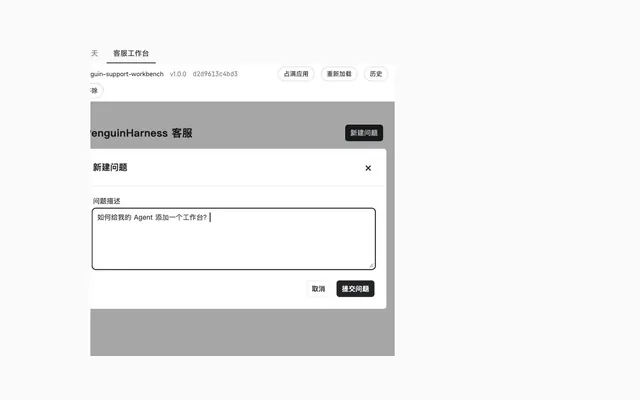 天 客服工作台
guin-support-workbench v1.0.0 d2d9613c4bd3 占满应用 重新加载 历史
除
enguinHarness 客服 新建问题
新建问题 ×
问题描述
如何给我的 Agent 添加一个工作台?
取消 提交问题